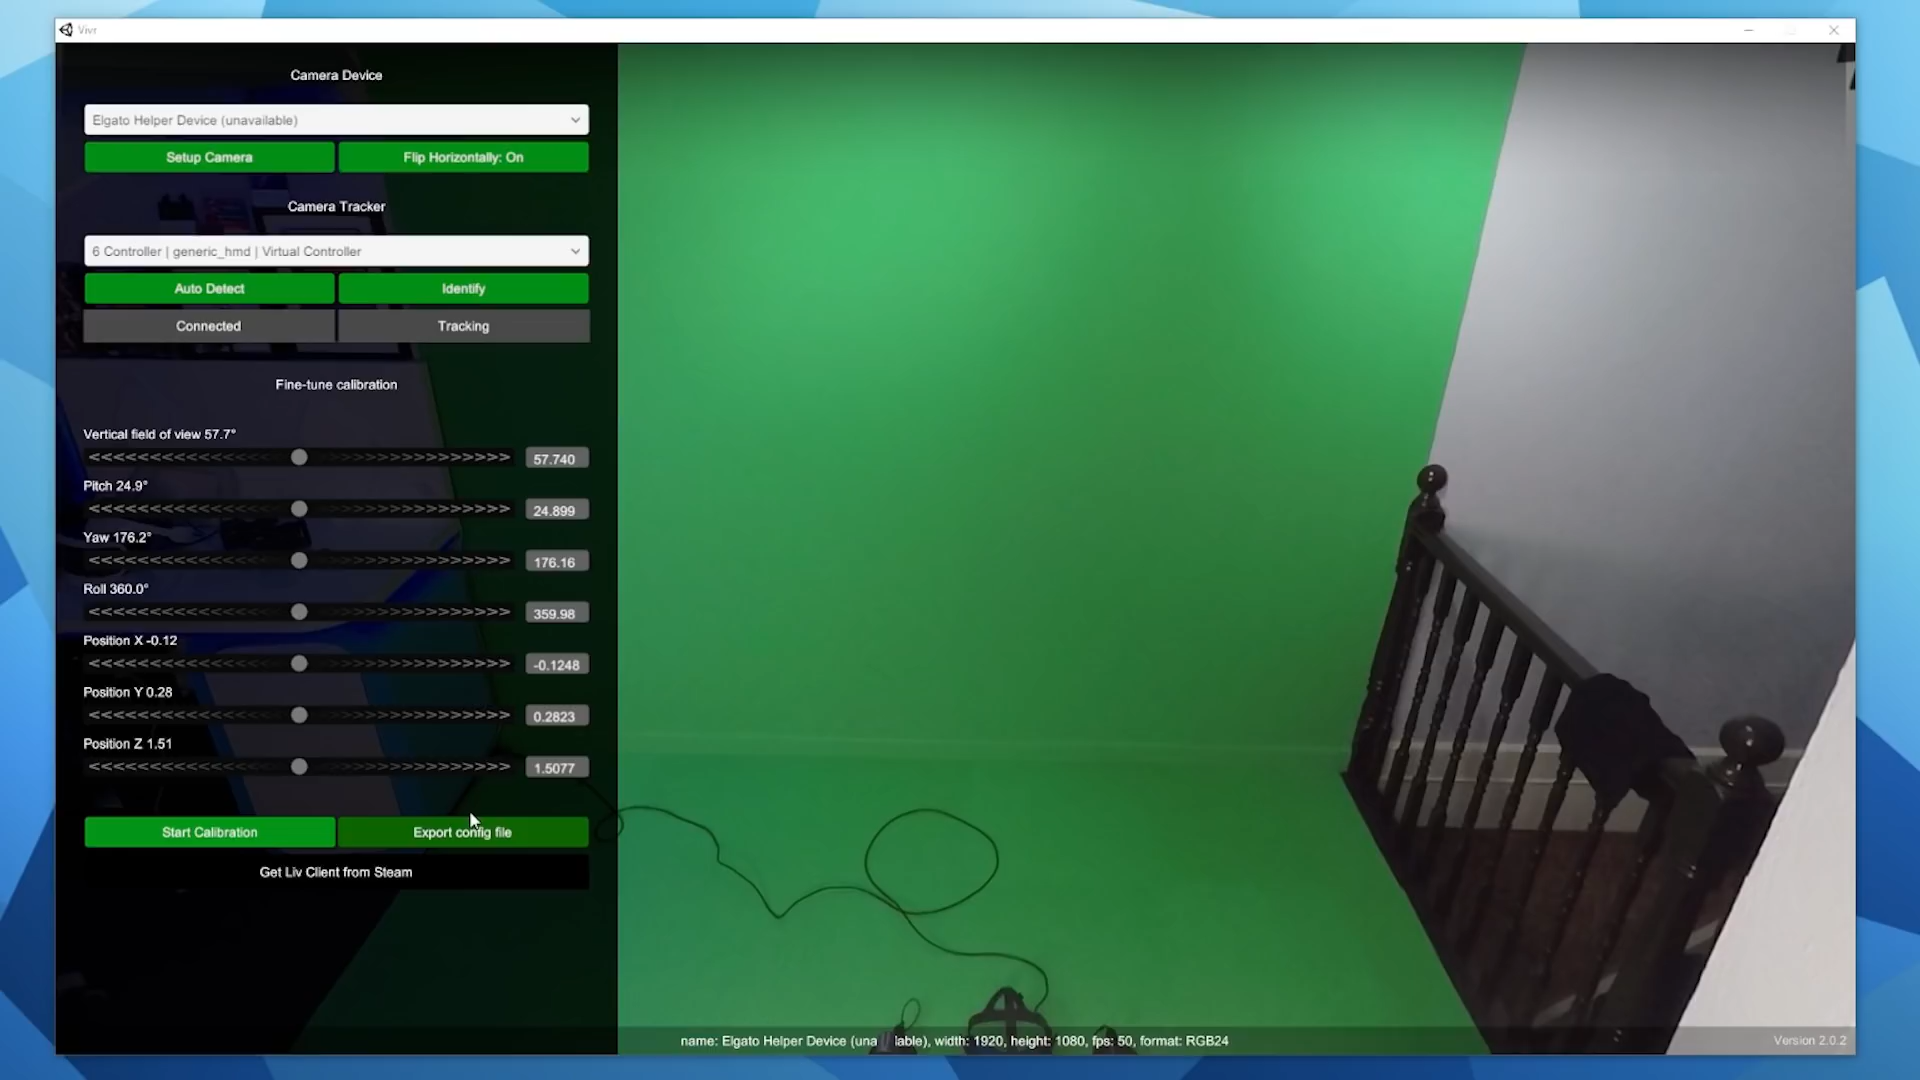 Vivr
Camera Device
Elgato Helper Device (unavailable)
Setup Camera
Flip Horizontally: On
Camera Tracker
6 Controller | generic_hmd | Virtual Controller
Auto Detect
Identify
Connected
Tracking
Fine-tune calibration
Vertical field of view 57.7°
<<<<<<<<<<<<<< >>>>>>>>>>>>>>
57.740
Pitch 24.9°
<<<<<<<<<<<<<< >>>>>>>>>>>>>>
24.899
Yaw 176.2°
<<<<<<<<<<<<<< >>>>>>>>>>>>>>
176.16
Roll 360.0°
<<<<<<<<<<<<<< >>>>>>>>>>>>>>
359.98
Position X -0.12
<<<<<<<<<<<<<< >>>>>>>>>>>>>>
-0.1248
Position Y 0.28
<<<<<<<<<<<<<< >>>>>>>>>>>>>>
0.2823
Position Z 1.51
<<<<<<<<<<<<<< >>>>>>>>>>>>>>
1.5077
Start Calibration
Export config file
Get Liv Client from Steam
name: Elgato Helper Device (una lable), width: 1920, height: 1080, fps: 50, format: RGB24
Version 2.0.2